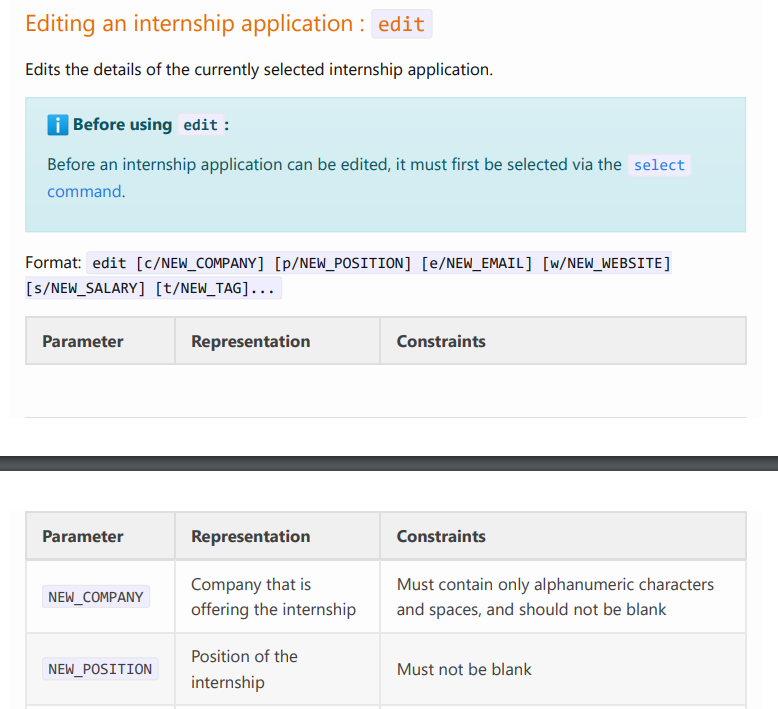 Editing an internship application : edit
Edits the details of the currently selected internship application.
ℹ️ Before using edit :
Before an internship application can be edited, it must first be selected via the select
command.
Format: edit [c/NEW_COMPANY] [p/NEW_POSITION] [e/NEW_EMAIL] [w/NEW_WEBSITE]
[s/NEW_SALARY] [t/NEW_TAG]...
Parameter Representation Constraints
Parameter Representation Constraints
NEW_COMPANY Company that is offering the internship Must contain only alphanumeric characters and spaces, and should not be blank
NEW_POSITION Position of the internship Must not be blank